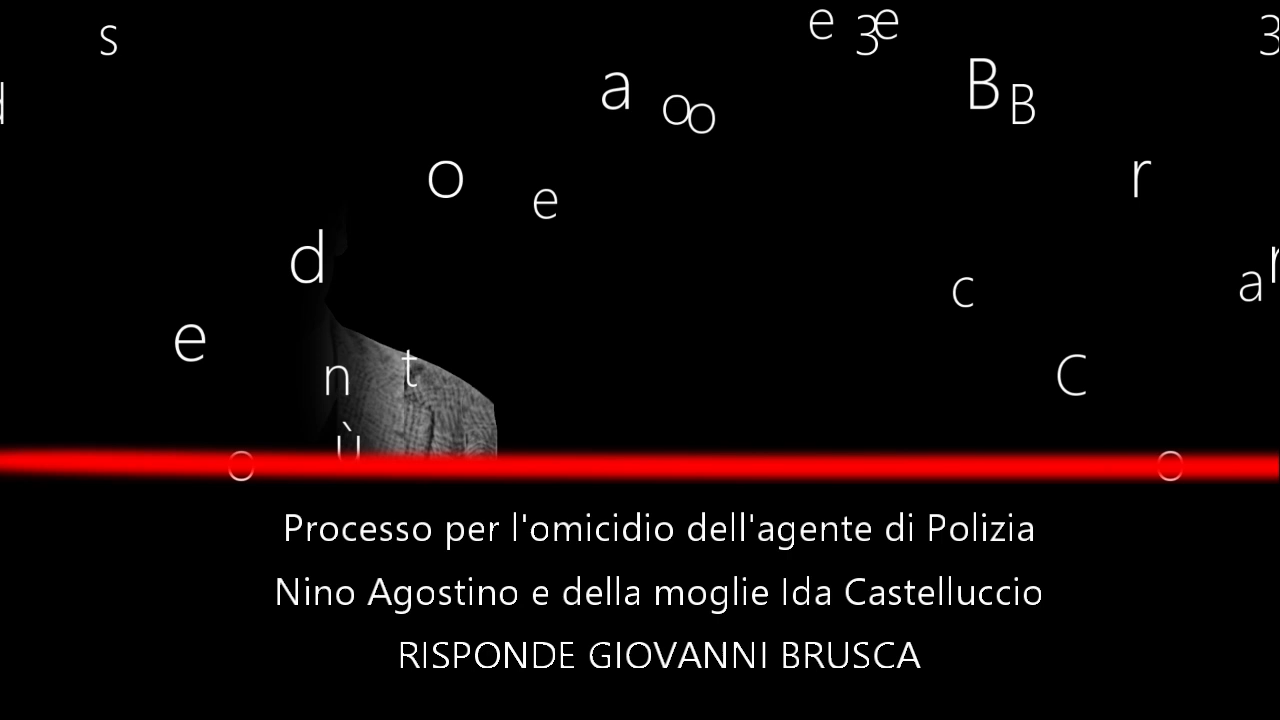 Processo per l'omicidio dell'agente di Polizia
Nino Agostino e della moglie Ida Castelluccio
RISPONDE GIOVANNI BRUSCA